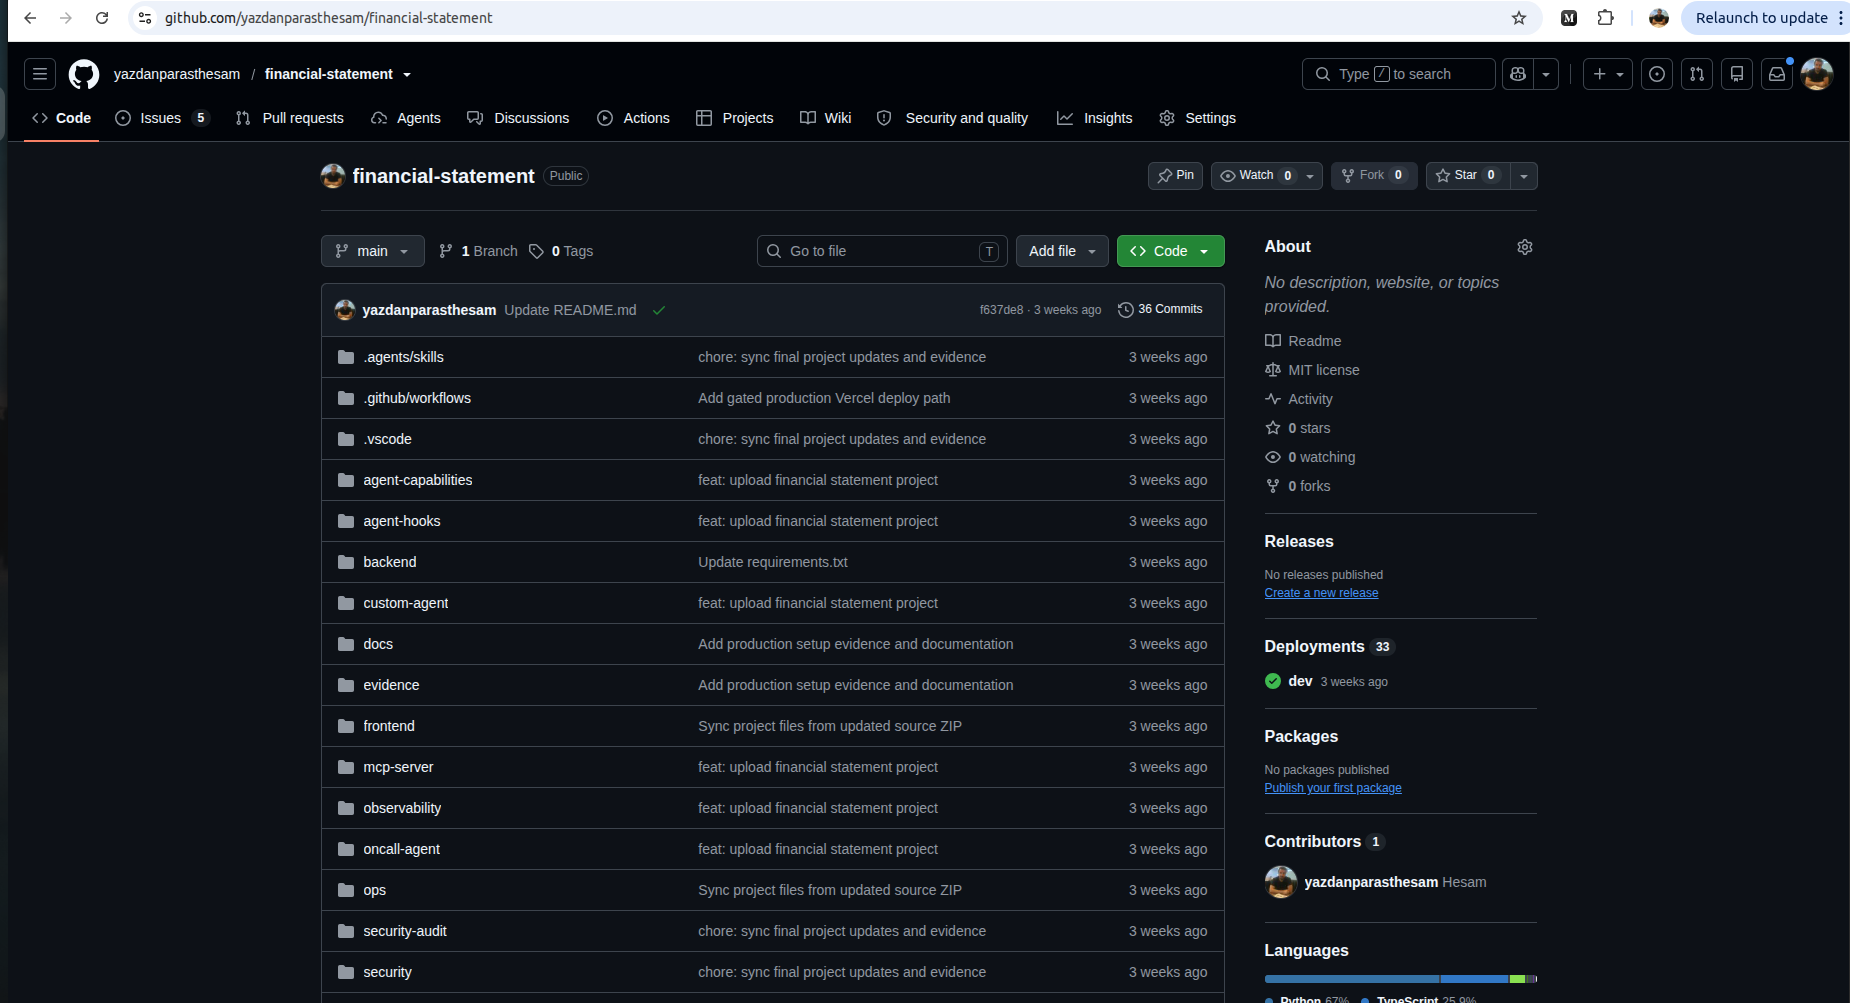 github.com/yazdanparasthesam/financial-statement
M
Relaunch to update
yazdanparasthesam / financial-statement
Type / to search
Code
Issues 5
Pull requests
Agents
Discussions
Actions
Projects
Wiki
Security and quality
Insights
Settings
financial-statement Public
Pin
Watch 0
Fork 0
Star 0
main
1 Branch
0 Tags
Go to file T
Add file
Code
yazdanparasthesam Update README.md
f637de8 · 3 weeks ago
36 Commits
.agents/skills chore: sync final project updates and evidence 3 weeks ago
.github/workflows Add gated production Vercel deploy path 3 weeks ago
.vscode chore: sync final project updates and evidence 3 weeks ago
agent-capabilities feat: upload financial statement project 3 weeks ago
agent-hooks feat: upload financial statement project 3 weeks ago
backend Update requirements.txt 3 weeks ago
custom-agent feat: upload financial statement project 3 weeks ago
docs Add production setup evidence and documentation 3 weeks ago
evidence Add production setup evidence and documentation 3 weeks ago
frontend Sync project files from updated source ZIP 3 weeks ago
mcp-server feat: upload financial statement project 3 weeks ago
observability feat: upload financial statement project 3 weeks ago
oncall-agent feat: upload financial statement project 3 weeks ago
ops Sync project files from updated source ZIP 3 weeks ago
security-audit chore: sync final project updates and evidence 3 weeks ago
security chore: sync final project updates and evidence 3 weeks ago
About
No description, website, or topics
provided.
Readme
MIT license
Activity
0 stars
0 watching
0 forks
Releases
No releases published
Create a new release
Deployments 33
dev 3 weeks ago
Packages
No packages published
Publish your first package
Contributors 1
yazdanparasthesam Hesam
Languages
Python 67% TypeScript 25.9%